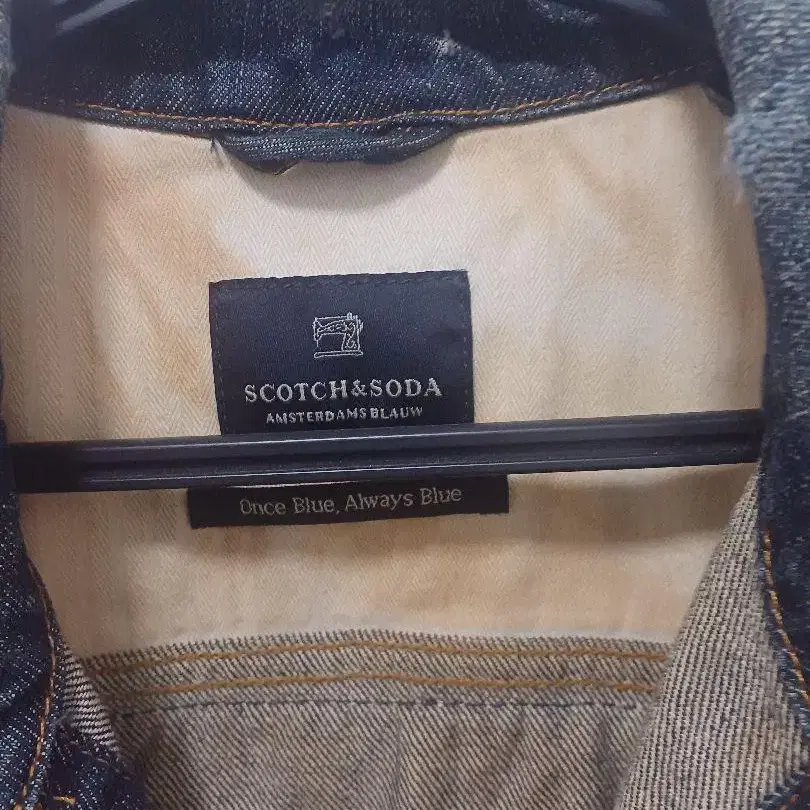 SCOTCH&SODA
AMSTERDAMS BLAUW
Once Blue, Always Blue